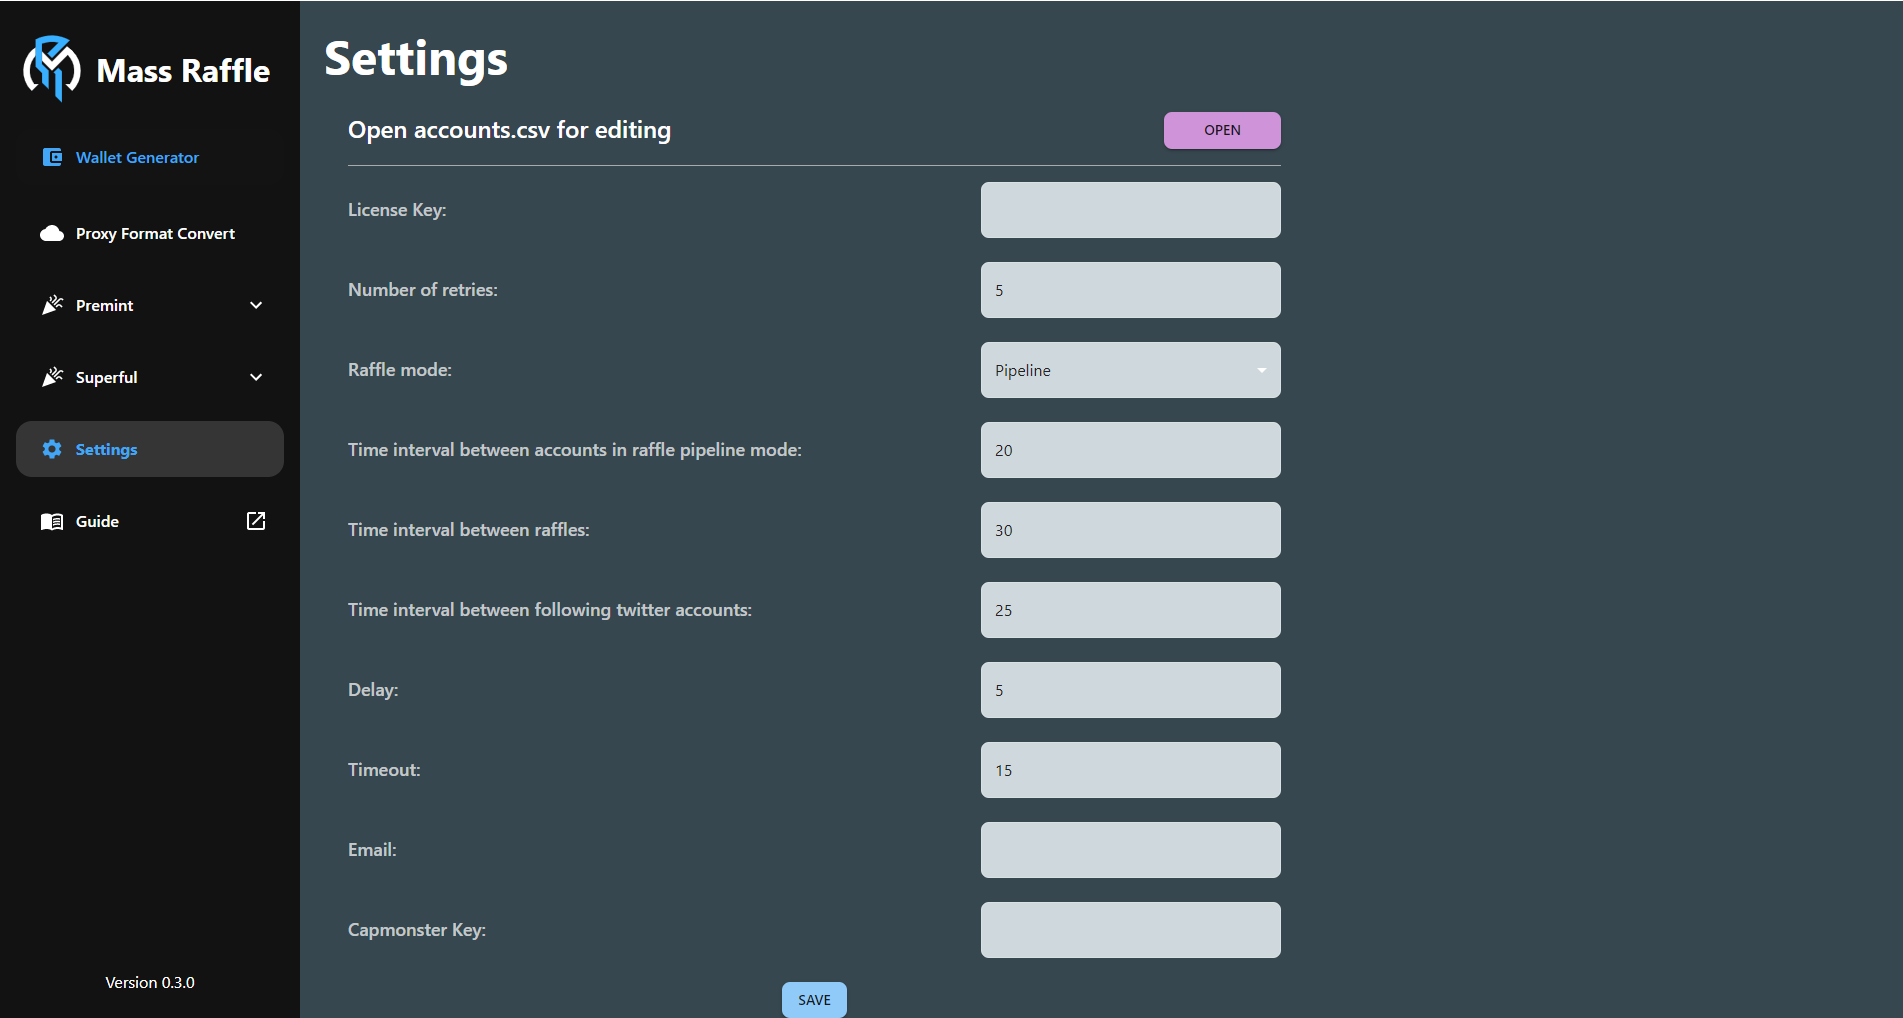 Mass Raffle
Wallet Generator
Proxy Format Convert
Premint
Superful
Settings
Guide
Version 0.3.0
Settings
Open accounts.csv for editing
OPEN
License Key:
Number of retries:
5
Raffle mode:
Pipeline
Time interval between accounts in raffle pipeline mode:
20
Time interval between raffles:
30
Time interval between following twitter accounts:
25
Delay:
5
Timeout:
15
Email:
Capmonster Key:
SAVE